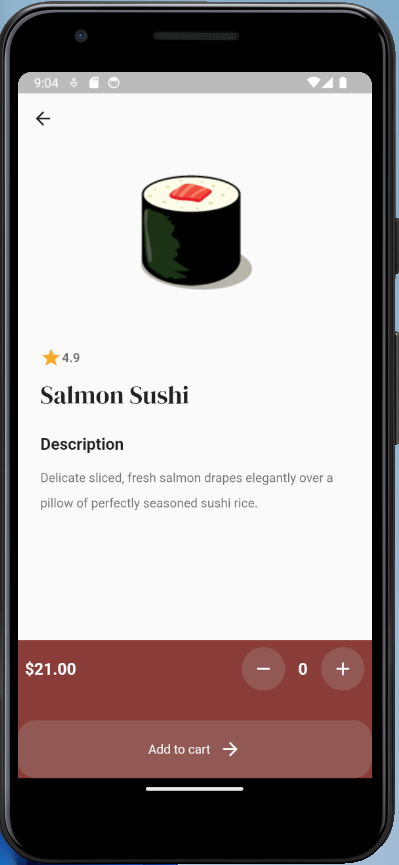 9:04
4.9
Salmon Sushi
Description
Delicate sliced, fresh salmon drapes elegantly over a
pillow of perfectly seasoned sushi rice.
$21.00 − 0 +
Add to cart